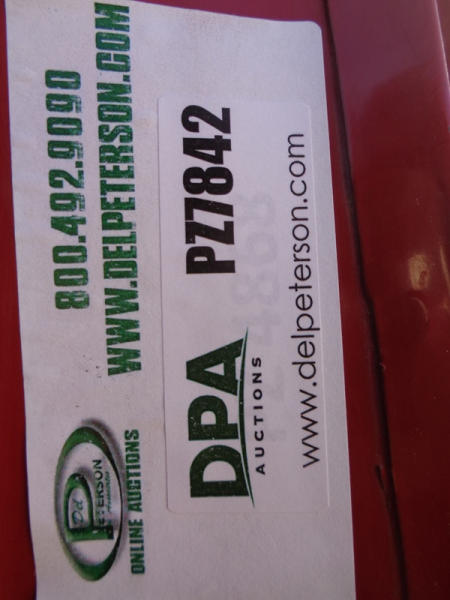 800.492.9090
WWW.DELPETERSON.COM
Del
PETERSON
ONLINE AUCTIONS
DPA
AUCTIONS
PZ7842
www.delpeterson.com